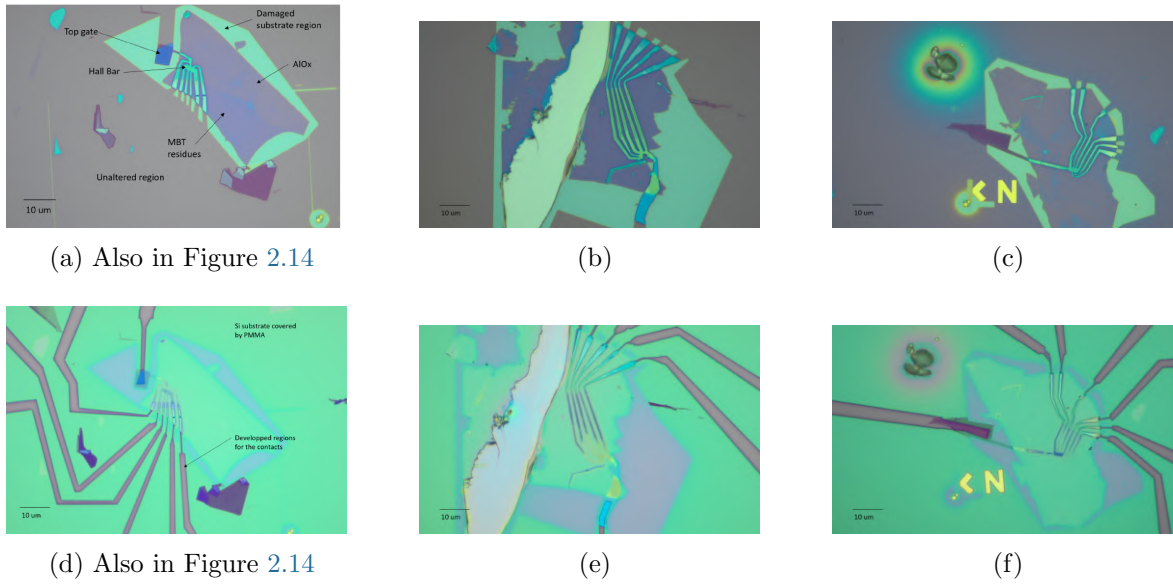 Damaged
substrate region
Top gate
AlOx
Hall Bar
MBT
residues
Unaltered region
10 um
10 um
N
10 um
(a) Also in Figure 2.14
(b)
(c)
Si substrate covered
by PMMA
Developped regions
for the contacts
10 um
10 um
N
10 um
(d) Also in Figure 2.14
(e)
(f)